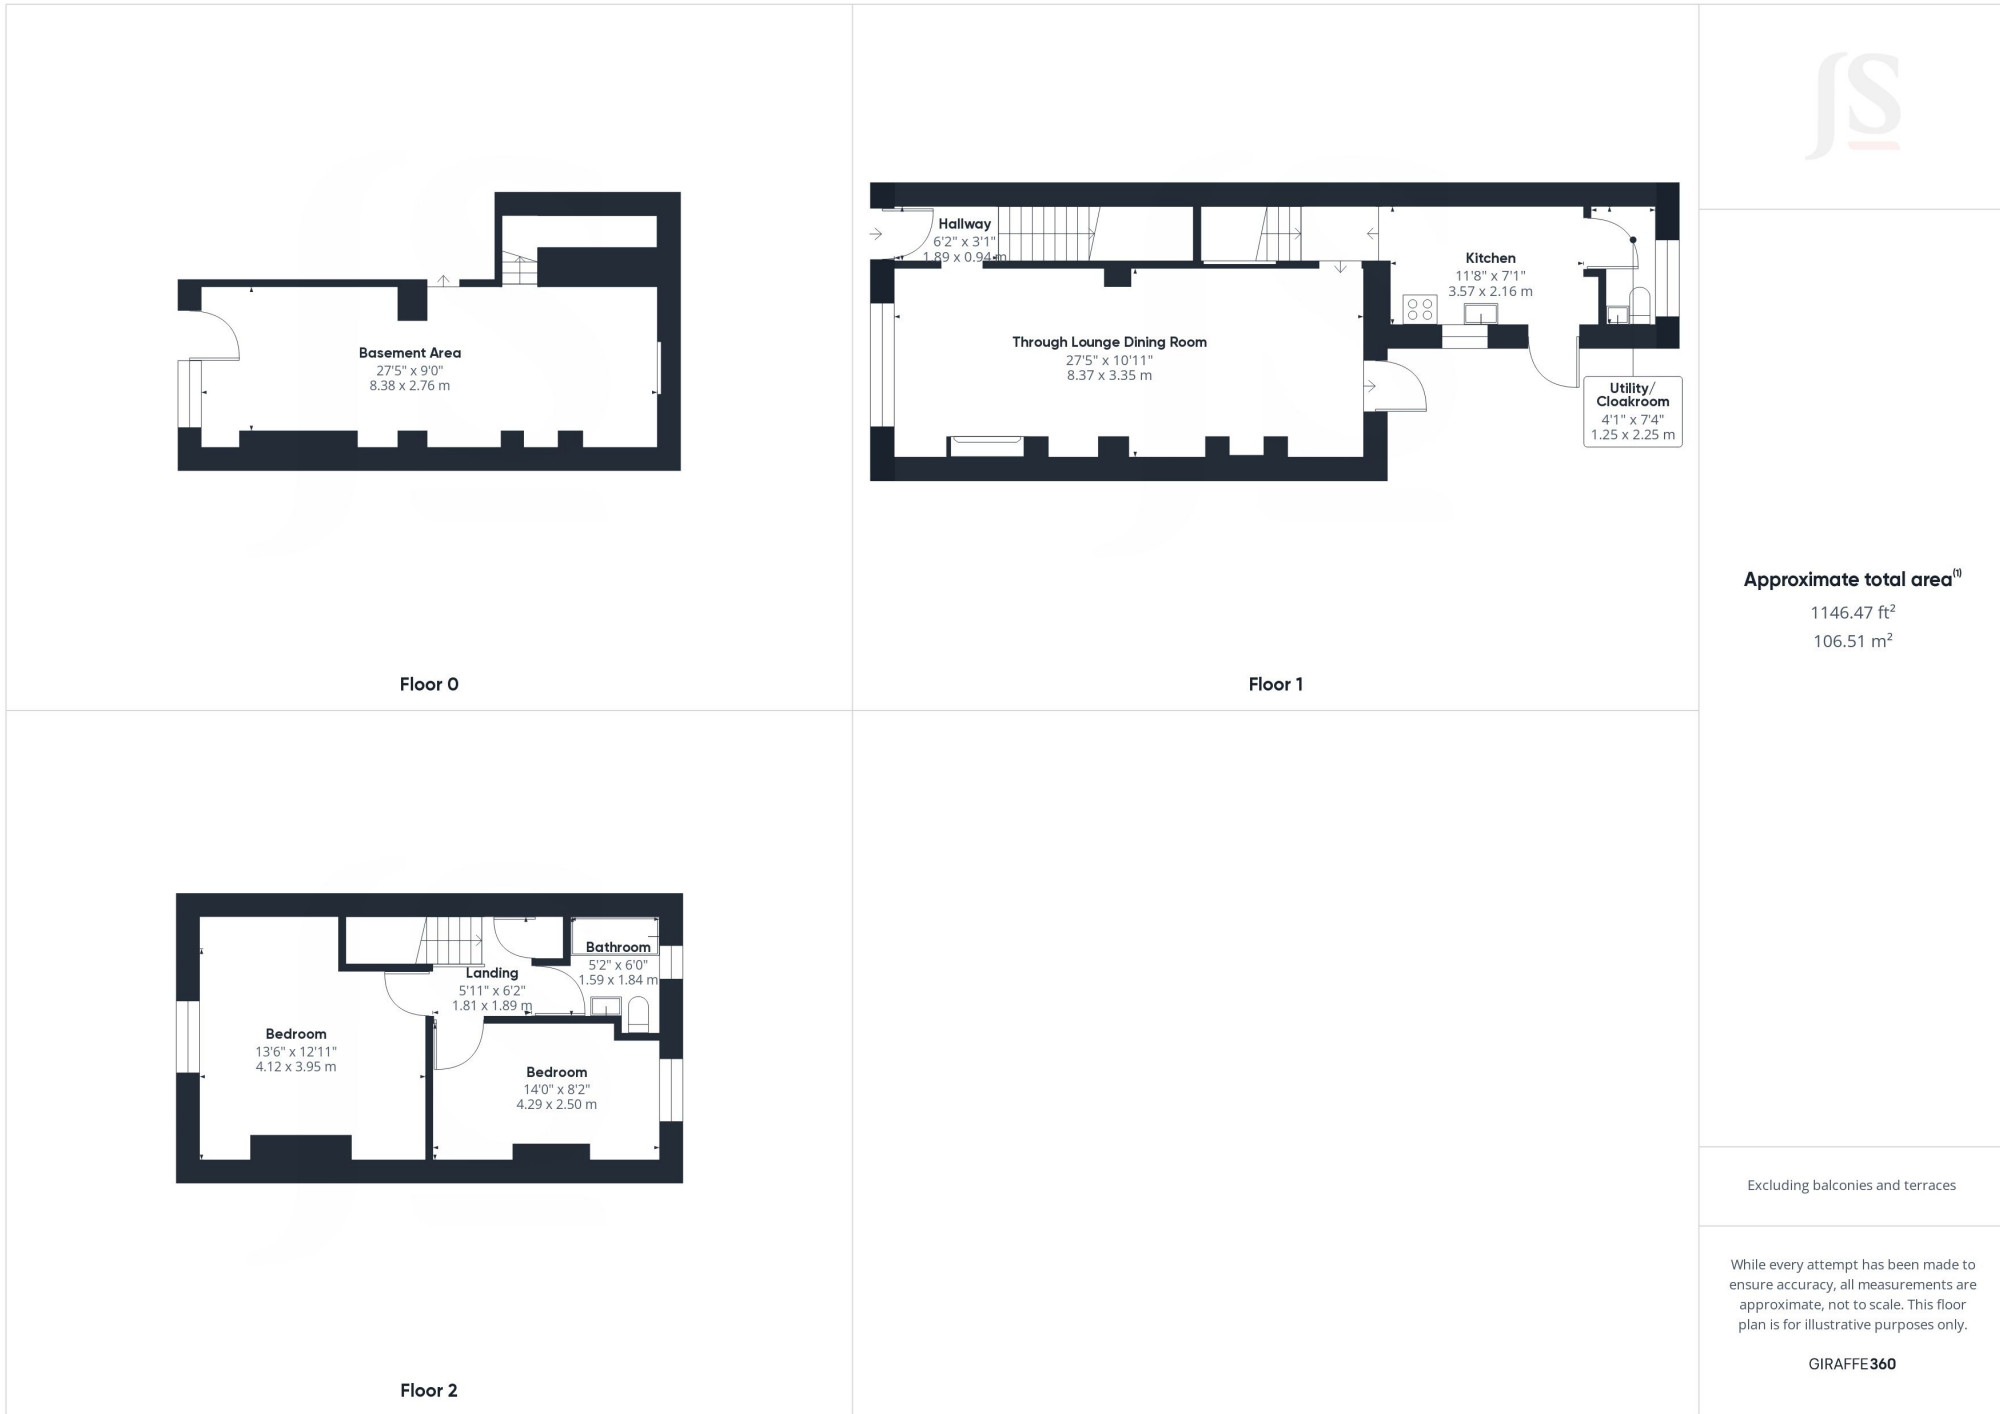 Basement Area
27'5" x 9'0"
8.38 x 2.76 m
Floor 0
Hallway
6'2" x 3'1"
1.89 x 0.94 m
Through Lounge Dining Room
27'5" x 10'11"
8.37 x 3.35 m
Kitchen
11'8" x 7'1"
3.57 x 2.16 m
Utility/
Cloakroom
4'1" x 7'4"
1.25 x 2.25 m
Floor 1
Bedroom
13'6" x 12'11"
4.12 x 3.95 m
Landing
5'11" x 6'2"
1.81 x 1.89 m
Bathroom
5'2" x 6'0"
1.59 x 1.84 m
Bedroom
14'0" x 8'2"
4.29 x 2.50 m
Floor 2
JS
Approximate total area⁽¹⁾
1146.47 ft²
106.51 m²
Excluding balconies and terraces
While every attempt has been made to
ensure accuracy, all measurements are
approximate, not to scale. This floor
plan is for illustrative purposes only.
GIRAFFE360